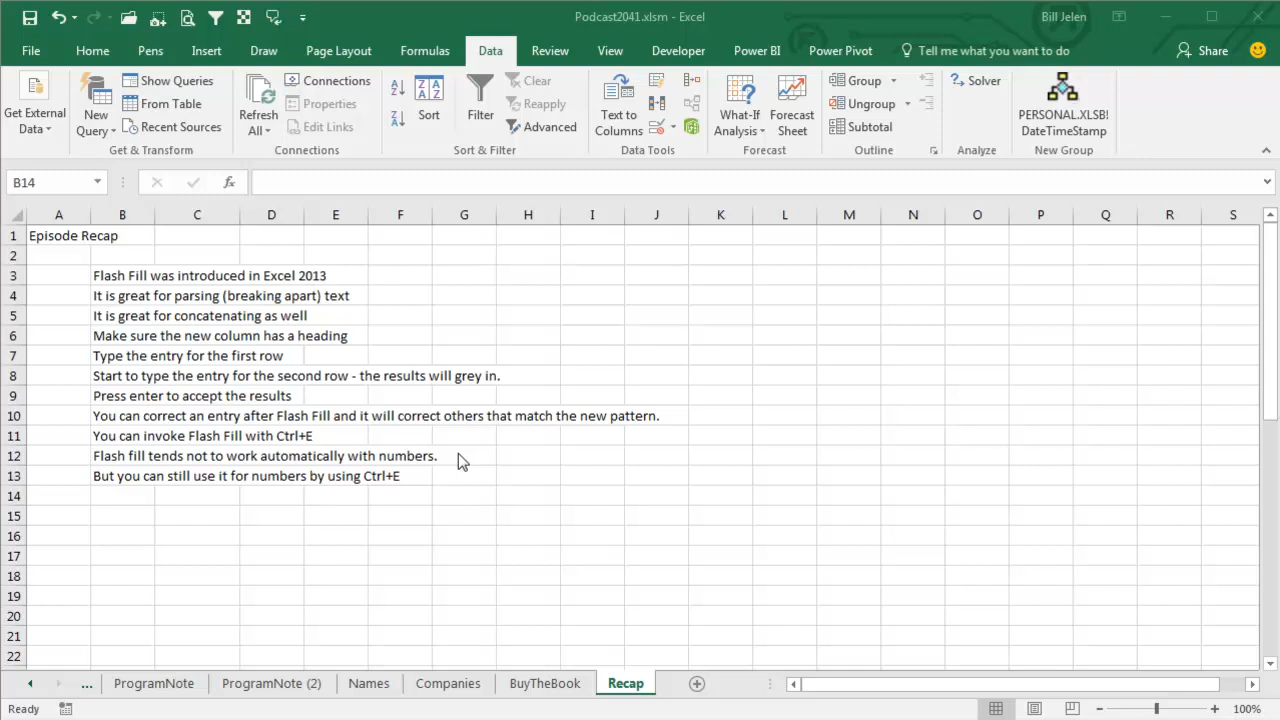 Podcast2041.xlsm - Excel
Bill Jelen
File Home Pens Insert Draw Page Layout Formulas Data Review View Developer Power BI Power Pivot Tell me what you want to do Share
Get External Data
New Query
Show Queries
From Table
Recent Sources
Get & Transform
Refresh All
Connections
Properties
Edit Links
Connections
A Z
Z A
Z A A Z
Sort
Filter
Clear
Reapply
Advanced
Sort & Filter
Text to Columns
Data Tools
What-If Analysis
Forecast Sheet
Forecast
Group
Ungroup
Subtotal
Outline
Solver
Analyze
PERSONAL.XLSB! DateTimeStamp
New Group
B14
fx
A B C D E F G H I J K L M N O P Q R S
1 Episode Recap
2
3 Flash Fill was introduced in Excel 2013
4 It is great for parsing (breaking apart) text
5 It is great for concatenating as well
6 Make sure the new column has a heading
7 Type the entry for the first row
8 Start to type the entry for the second row - the results will grey in.
9 Press enter to accept the results
10 You can correct an entry after Flash Fill and it will correct others that match the new pattern.
11 You can invoke Flash Fill with Ctrl+E
12 Flash fill tends not to work automatically with numbers.
13 But you can still use it for numbers by using Ctrl+E
14
15
16
17
18
19
20
21
22
... ProgramNote ProgramNote (2) Names Companies BuyTheBook Recap
Ready
100%